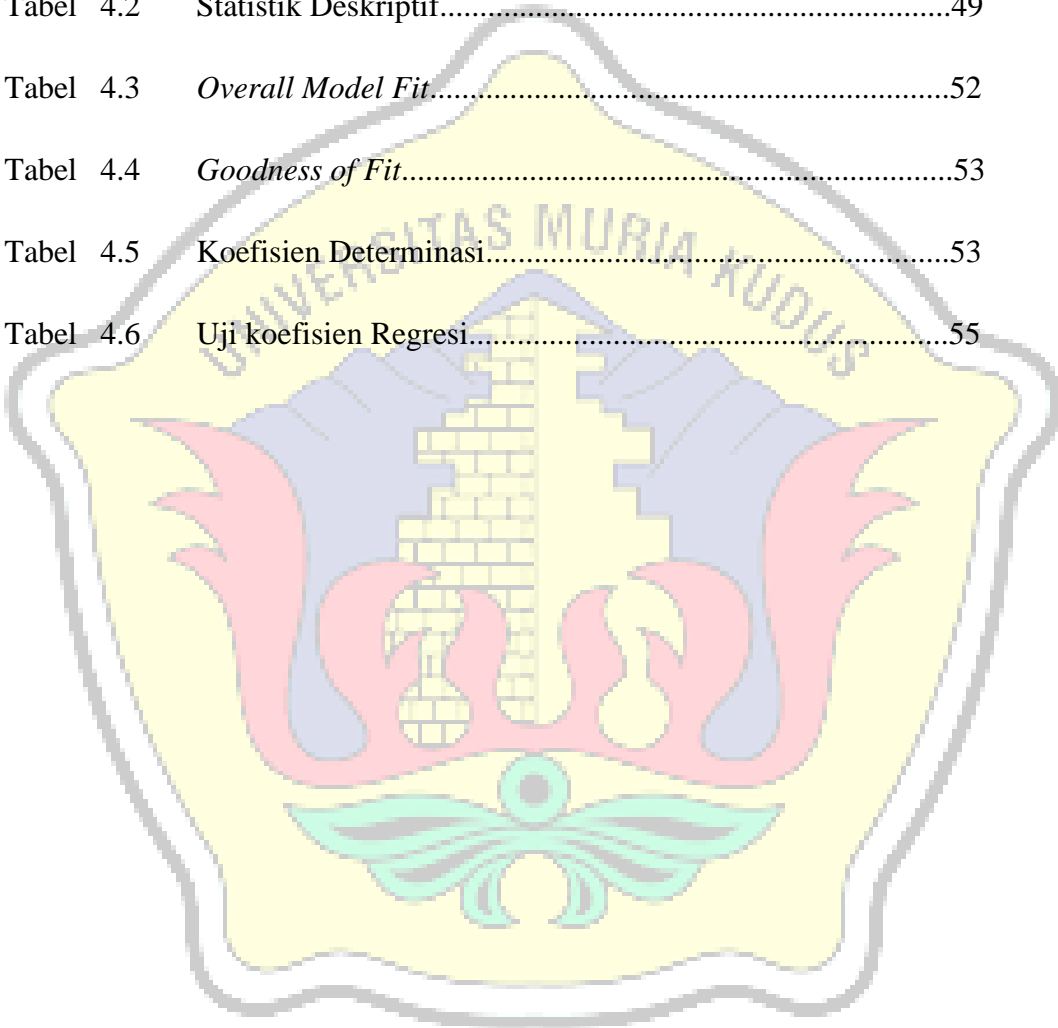 Tabel 4.2 Statistik Deskriptif......................................................................49
Tabel 4.3 Overall Model Fit.................................................................52
Tabel 4.4 Goodness of Fit.....................................................................53
Tabel 4.5 Koefisien Determinasi..........................................................53
Tabel 4.6 Uji koefisien Regresi............................................................55
UNIVERSITAS MURIA KUDUS